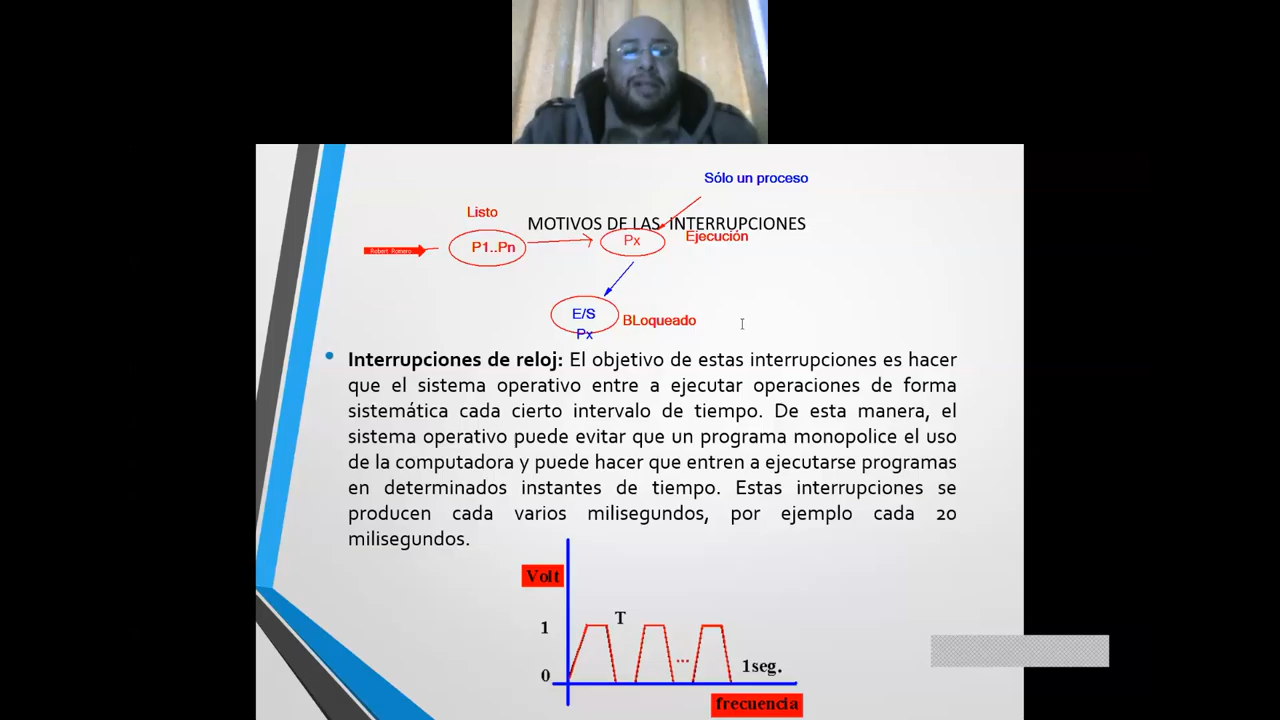 Sólo un proceso
Listo
MOTIVOS DE LAS INTERRUPCIONES
Robert Romero
P1..Pn
Px
Ejecución
E/S
BLoqueado
Px
Interrupciones de reloj: El objetivo de estas interrupciones es hacer
que el sistema operativo entre a ejecutar operaciones de forma
sistemática cada cierto intervalo de tiempo. De esta manera, el
sistema operativo puede evitar que un programa monopolice el uso
de la computadora y puede hacer que entren a ejecutarse programas
en determinados instantes de tiempo. Estas interrupciones se
producen cada varios milisegundos, por ejemplo cada 20
milisegundos.
Volt
T
1
...
1seg.
0
frecuencia